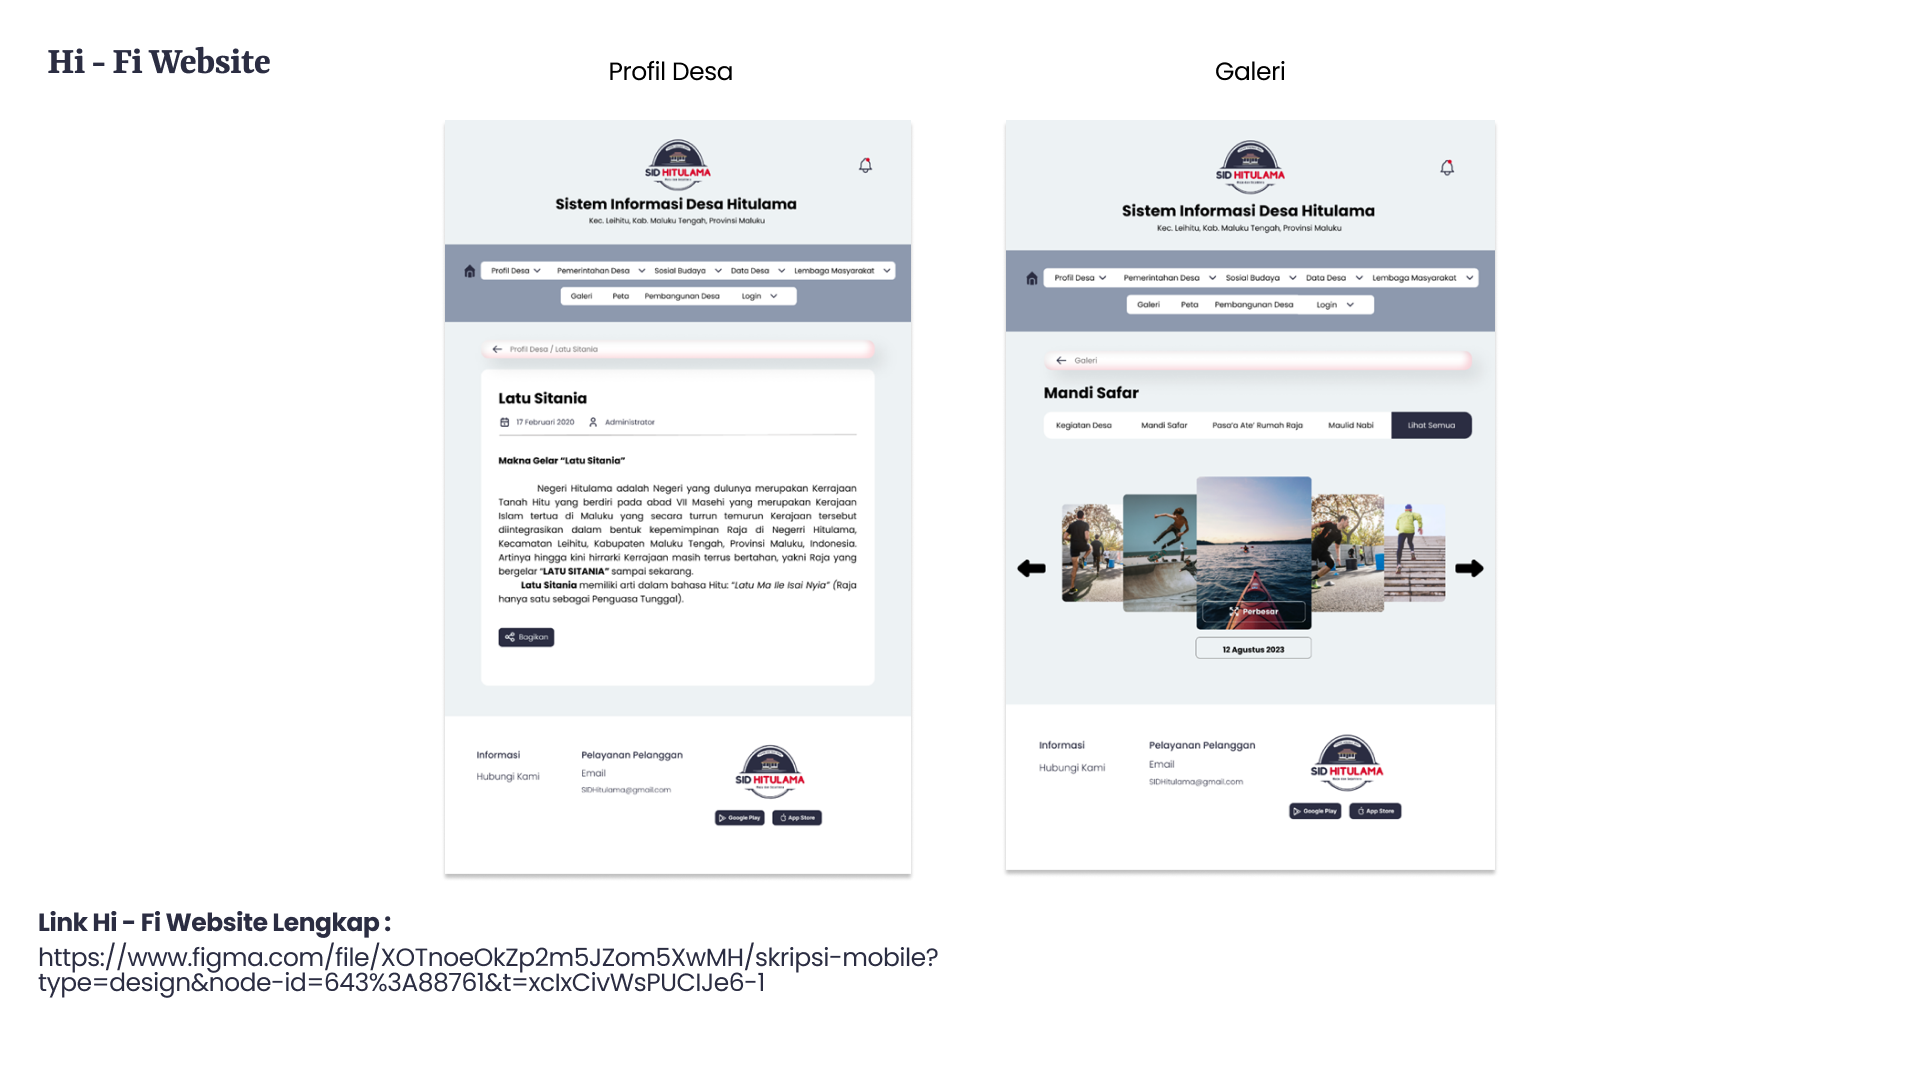 Hi - Fi Website
Profil Desa
SID HITULAMA
Sistem Informasi Desa Hitulama
Kec. Leihitu, Kab. Maluku Tengah, Provinsi Maluku
Profil Desa
Pemerintahan Desa
Sosial Budaya
Data Desa
Lembaga Masyarakat
Galeri
Peta
Pembangunan Desa
Login
Profil Desa / Latu Sitania
Latu Sitania
17 Februari 2020
Administrator
Makna Gelar “Latu Sitania”
Negeri Hitulama adalah Negeri yang dulunya merupakan Kerrajaan
Tanah Hitu yang berdiri pada abad VII Masehi yang merupakan Kerajaan
Islam tertua di Maluku yang secara turrun temurun Kerajaan tersebut
diintegrasikan dalam bentuk kepemimpinan Raja di Negerri Hitulama,
Kecamatan Leihitu, Kabupaten Maluku Tengah, Provinsi Maluku, Indonesia.
Artinya hingga kini hirrarki Kerrajaan masih terrus bertahan, yakni Raja yang
bergelar “LATU SITANIA” sampai sekarang.
Latu Sitania memiliki arti dalam bahasa Hitu: “Latu Ma Ile Isai Nyia” (Raja
hanya satu sebagai Penguasa Tunggal).
Bagikan
Informasi
Hubungi Kami
Pelayanan Pelanggan
Email
SIDHitulama@gmail.com
SID HITULAMA
Google Play
App Store
Galeri
SID HITULAMA
Sistem Informasi Desa Hitulama
Kec. Leihitu, Kab. Maluku Tengah, Provinsi Maluku
Profil Desa
Pemerintahan Desa
Sosial Budaya
Data Desa
Lembaga Masyarakat
Galeri
Peta
Pembangunan Desa
Login
Galeri
Mandi Safar
Kegiatan Desa
Mandi Safar
Pasa'a Ate' Rumah Raja
Maulid Nabi
Lihat Semua
Perbesar
12 Agustus 2023
Informasi
Hubungi Kami
Pelayanan Pelanggan
Email
SIDHitulama@gmail.com
SID HITULAMA
Google Play
App Store
Link Hi - Fi Website Lengkap :
https://www.figma.com/file/XOTnoeOkZp2m5JZom5XwMH/skripsi-mobile?
type=design&node-id=643%3A88761&t=xcIxCivWsPUCIJe6-1